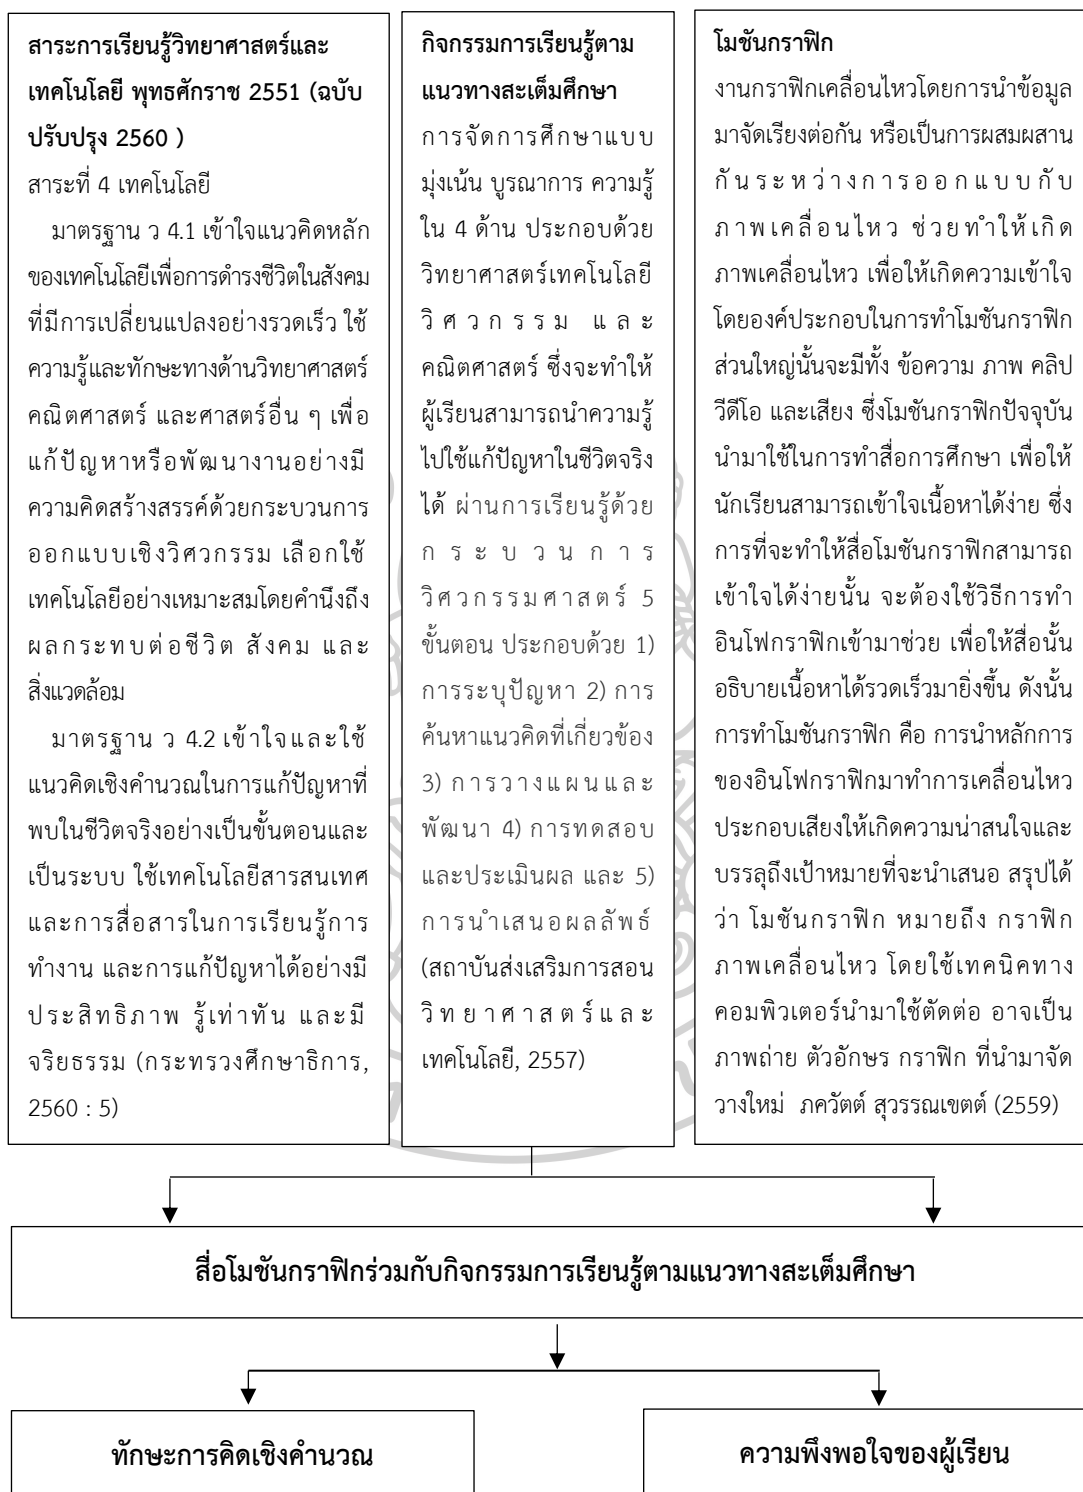 สาระการเรียนรู้วิทยาศาสตร์และ
เทคโนโลยี พุทธศักราช 2551 (ฉบับ
ปรับปรุง 2560 )
สาระที่ 4 เทคโนโลยี
มาตรฐาน ว 4.1 เข้าใจแนวคิดหลัก
ของเทคโนโลยีเพื่อการดำรงชีวิตในสังคม
ที่มีการเปลี่ยนแปลงอย่างรวดเร็ว ใช้
ความรู้และทักษะทางด้านวิทยาศาสตร์
คณิตศาสตร์ และศาสตร์อื่น ๆ เพื่อ
แก้ปัญหาหรือพัฒนางานอย่างมี
ความคิดสร้างสรรค์ด้วยกระบวนการ
ออกแบบเชิงวิศวกรรม เลือกใช้
เทคโนโลยีอย่างเหมาะสมโดยคำนึงถึง
ผลกระทบต่อชีวิต สังคม และ
สิ่งแวดล้อม
มาตรฐาน ว 4.2 เข้าใจและใช้
แนวคิดเชิงคำนวณในการแก้ปัญหาที่
พบในชีวิตจริงอย่างเป็นขั้นตอนและ
เป็นระบบ ใช้เทคโนโลยีสารสนเทศ
และการสื่อสารในการเรียนรู้การ
ทำงาน และการแก้ปัญหาได้อย่างมี
ประสิทธิภาพ รู้เท่าทัน และมี
จริยธรรม (กระทรวงศึกษาธิการ,
2560 : 5)
กิจกรรมการเรียนรู้ตาม
แนวทางสะเต็มศึกษา
การจัดการศึกษาแบบ
มุ่งเน้น บูรณาการ ความรู้
ใน 4 ด้าน ประกอบด้วย
วิทยาศาสตร์เทคโนโลยี
วิศวกรรม และ
คณิตศาสตร์ ซึ่งจะทำให้
ผู้เรียนสามารถนำความรู้
ไปใช้แก้ปัญหาในชีวิตจริง
ได้ ผ่านการเรียนรู้ด้วย
กระบวนการ
วิศวกรรมศาสตร์ 5
ขั้นตอน ประกอบด้วย 1)
การระบุปัญหา 2) การ
ค้นหาแนวคิดที่เกี่ยวข้อง
3) การวางแผนและ
พัฒนา 4) การทดสอบ
และประเมินผล และ 5)
การนำเสนอผลลัพธ์
(สถาบันส่งเสริมการสอน
วิทยาศาสตร์และ
เทคโนโลยี, 2557)
โมชันกราฟิก
งานกราฟิกเคลื่อนไหวโดยการนำข้อมูล
มาจัดเรียงต่อกัน หรือเป็นการผสมผสาน
กันระหว่างการออกแบบกับ
ภาพเคลื่อนไหว ช่วยทำให้เกิด
ภาพเคลื่อนไหว เพื่อให้เกิดความเข้าใจ
โดยองค์ประกอบในการทำโมชันกราฟิก
ส่วนใหญ่นั้นจะมีทั้ง ข้อความ ภาพ คลิป
วีดีโอ และเสียง ซึ่งโมชันกราฟิกปัจจุบัน
นำมาใช้ในการทำสื่อการศึกษา เพื่อให้
นักเรียนสามารถเข้าใจเนื้อหาได้ง่าย ซึ่ง
การที่จะทำให้สื่อโมชันกราฟิกสามารถ
เข้าใจได้ง่ายนั้น จะต้องใช้วิธีการทำ
อินโฟกราฟิกเข้ามาช่วย เพื่อให้สื่อนั้น
อธิบายเนื้อหาได้รวดเร็วมายิ่งขึ้น ดังนั้น
การทำโมชันกราฟิก คือ การนำหลักการ
ของอินโฟกราฟิกมาทำการเคลื่อนไหว
ประกอบเสียงให้เกิดความน่าสนใจและ
บรรลุถึงเป้าหมายที่จะนำเสนอ สรุปได้
ว่า โมชันกราฟิก หมายถึง กราฟิก
ภาพเคลื่อนไหว โดยใช้เทคนิคทาง
คอมพิวเตอร์นำมาใช้ตัดต่อ อาจเป็น
ภาพถ่าย ตัวอักษร กราฟิก ที่นำมาจัด
วางใหม่ ภควัตต์ สุวรรณเขตต์ (2559)
สื่อโมชันกราฟิกร่วมกับกิจกรรมการเรียนรู้ตามแนวทางสะเต็มศึกษา
ทักษะการคิดเชิงคำนวณ
ความพึงพอใจของผู้เรียน